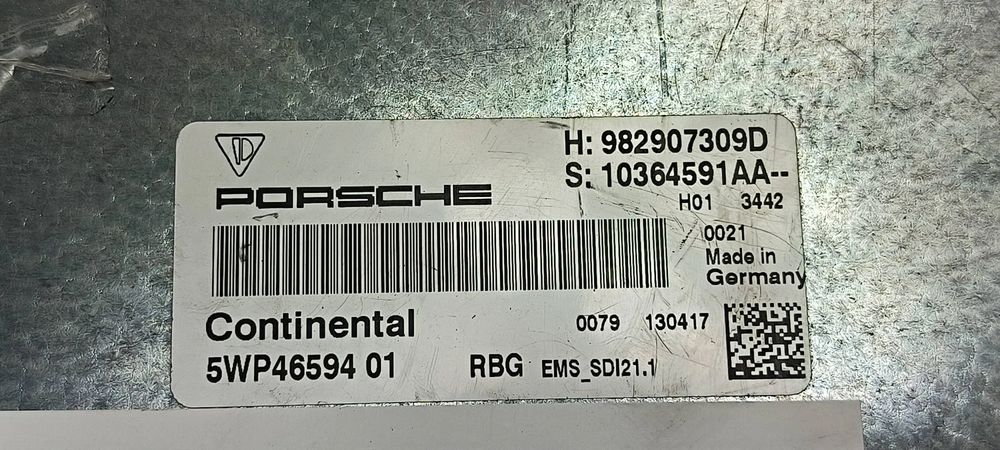 H: 982907309D
S: 10364591AA--
PORSCHE
H01 3442
0021
Made in
Germany
Continental
0079 130417
5WP46594 01
RBG EMS_SDI21.1